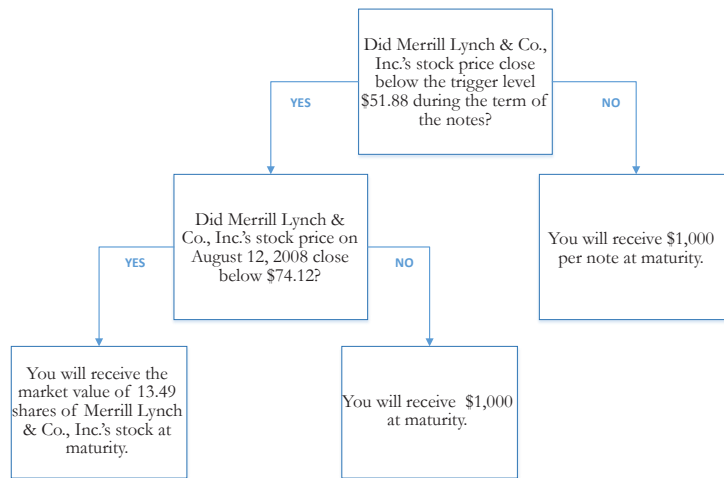 Did Merrill Lynch & Co.,
Inc.'s stock price close
below the trigger level
$51.88 during the term of
the notes?
YES
NO
Did Merrill Lynch &
Co., Inc.'s stock price on
August 12, 2008 close
below $74.12?
You will receive $1,000
per note at maturity.
YES
NO
You will receive the
market value of 13.49
shares of Merrill Lynch
& Co., Inc.'s stock at
maturity.
You will receive $1,000
at maturity.